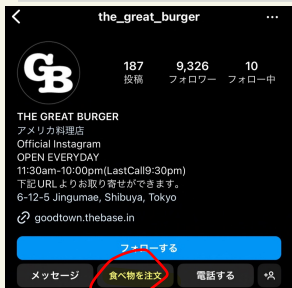 the_great_burger
GB
187 9,326 10
投稿 フォロワー フォロー中
THE GREAT BURGER
アメリカ料理店
Official Instagram
OPEN EVERYDAY
11:30am-10:00pm(LastCall9:30pm)
下記URLよりお取り寄せができます。
6-12-5 Jingumae, Shibuya, Tokyo
goodtown.thebase.in
フォローする
メッセージ 食べ物を注文 電話する